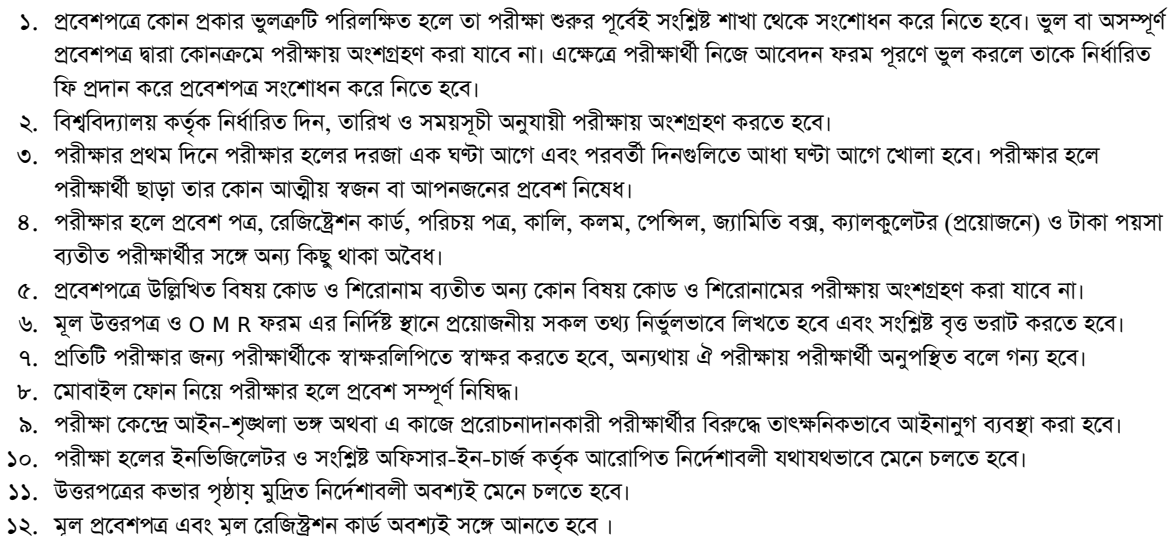 ১. প্রবেশপত্রে কোন প্রকার ভুলত্রুটি পরিলক্ষিত হলে তা পরীক্ষা শুরুর পূর্বেই সংশ্লিষ্ট শাখা থেকে সংশোধন করে নিতে হবে। ভুল বা অসম্পূর্ণ
প্রবেশপত্র দ্বারা কোনক্রমে পরীক্ষায় অংশগ্রহণ করা যাবে না। এক্ষেত্রে পরীক্ষার্থী নিজে আবেদন ফরম পূরণে ভুল করলে তাকে নির্ধারিত
ফি প্রদান করে প্রবেশপত্র সংশোধন করে নিতে হবে।
২. বিশ্ববিদ্যালয় কর্তৃক নির্ধারিত দিন, তারিখ ও সময়সূচী অনুযায়ী পরীক্ষায় অংশগ্রহণ করতে হবে।
৩. পরীক্ষার প্রথম দিনে পরীক্ষার হলের দরজা এক ঘণ্টা আগে এবং পরবর্তী দিনগুলিতে আধা ঘণ্টা আগে খোলা হবে। পরীক্ষার হলে
পরীক্ষার্থী ছাড়া তার কোন আত্মীয় স্বজন বা আপনজনের প্রবেশ নিষেধ।
৪. পরীক্ষার হলে প্রবেশ পত্র, রেজিষ্ট্রেশন কার্ড, পরিচয় পত্র, কালি, কলম, পেন্সিল, জ্যামিতি বক্স, ক্যালকুলেটর (প্রয়োজনে) ও টাকা পয়সা
ব্যতীত পরীক্ষার্থীর সঙ্গে অন্য কিছু থাকা অবৈধ।
৫. প্রবেশপত্রে উল্লিখিত বিষয় কোড ও শিরোনাম ব্যতীত অন্য কোন বিষয় কোড ও শিরোনামের পরীক্ষায় অংশগ্রহণ করা যাবে না।
৬. মূল উত্তরপত্র ও O M R ফরম এর নির্দিষ্ট স্থানে প্রয়োজনীয় সকল তথ্য নির্ভুলভাবে লিখতে হবে এবং সংশ্লিষ্ট বৃত্ত ভরাট করতে হবে।
৭. প্রতিটি পরীক্ষার জন্য পরীক্ষার্থীকে স্বাক্ষরলিপিতে স্বাক্ষর করতে হবে, অন্যথায় ঐ পরীক্ষায় পরীক্ষার্থী অনুপস্থিত বলে গন্য হবে।
৮. মোবাইল ফোন নিয়ে পরীক্ষার হলে প্রবেশ সম্পূর্ণ নিষিদ্ধ।
৯. পরীক্ষা কেন্দ্রে আইন-শৃঙ্খলা ভঙ্গ অথবা এ কাজে প্ররোচনাদানকারী পরীক্ষার্থীর বিরুদ্ধে তাৎক্ষনিকভাবে আইনানুগ ব্যবস্থা করা হবে।
১০. পরীক্ষা হলের ইনভিজিলেটর ও সংশ্লিষ্ট অফিসার-ইন-চার্জ কর্তৃক আরোপিত নির্দেশাবলী যথাযথভাবে মেনে চলতে হবে।
১১. উত্তরপত্রের কভার পৃষ্ঠায় মুদ্রিত নির্দেশাবলী অবশ্যই মেনে চলতে হবে।
১২. মূল প্রবেশপত্র এবং মূল রেজিস্ট্রশন কার্ড অবশ্যই সঙ্গে আনতে হবে ।